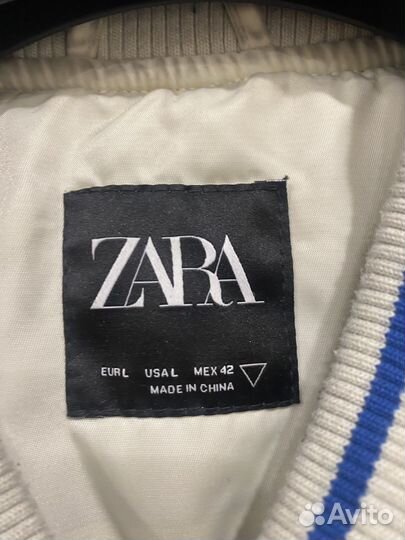 ZARA
EUR L USA L MEX 42
MADE IN CHINA
Avito